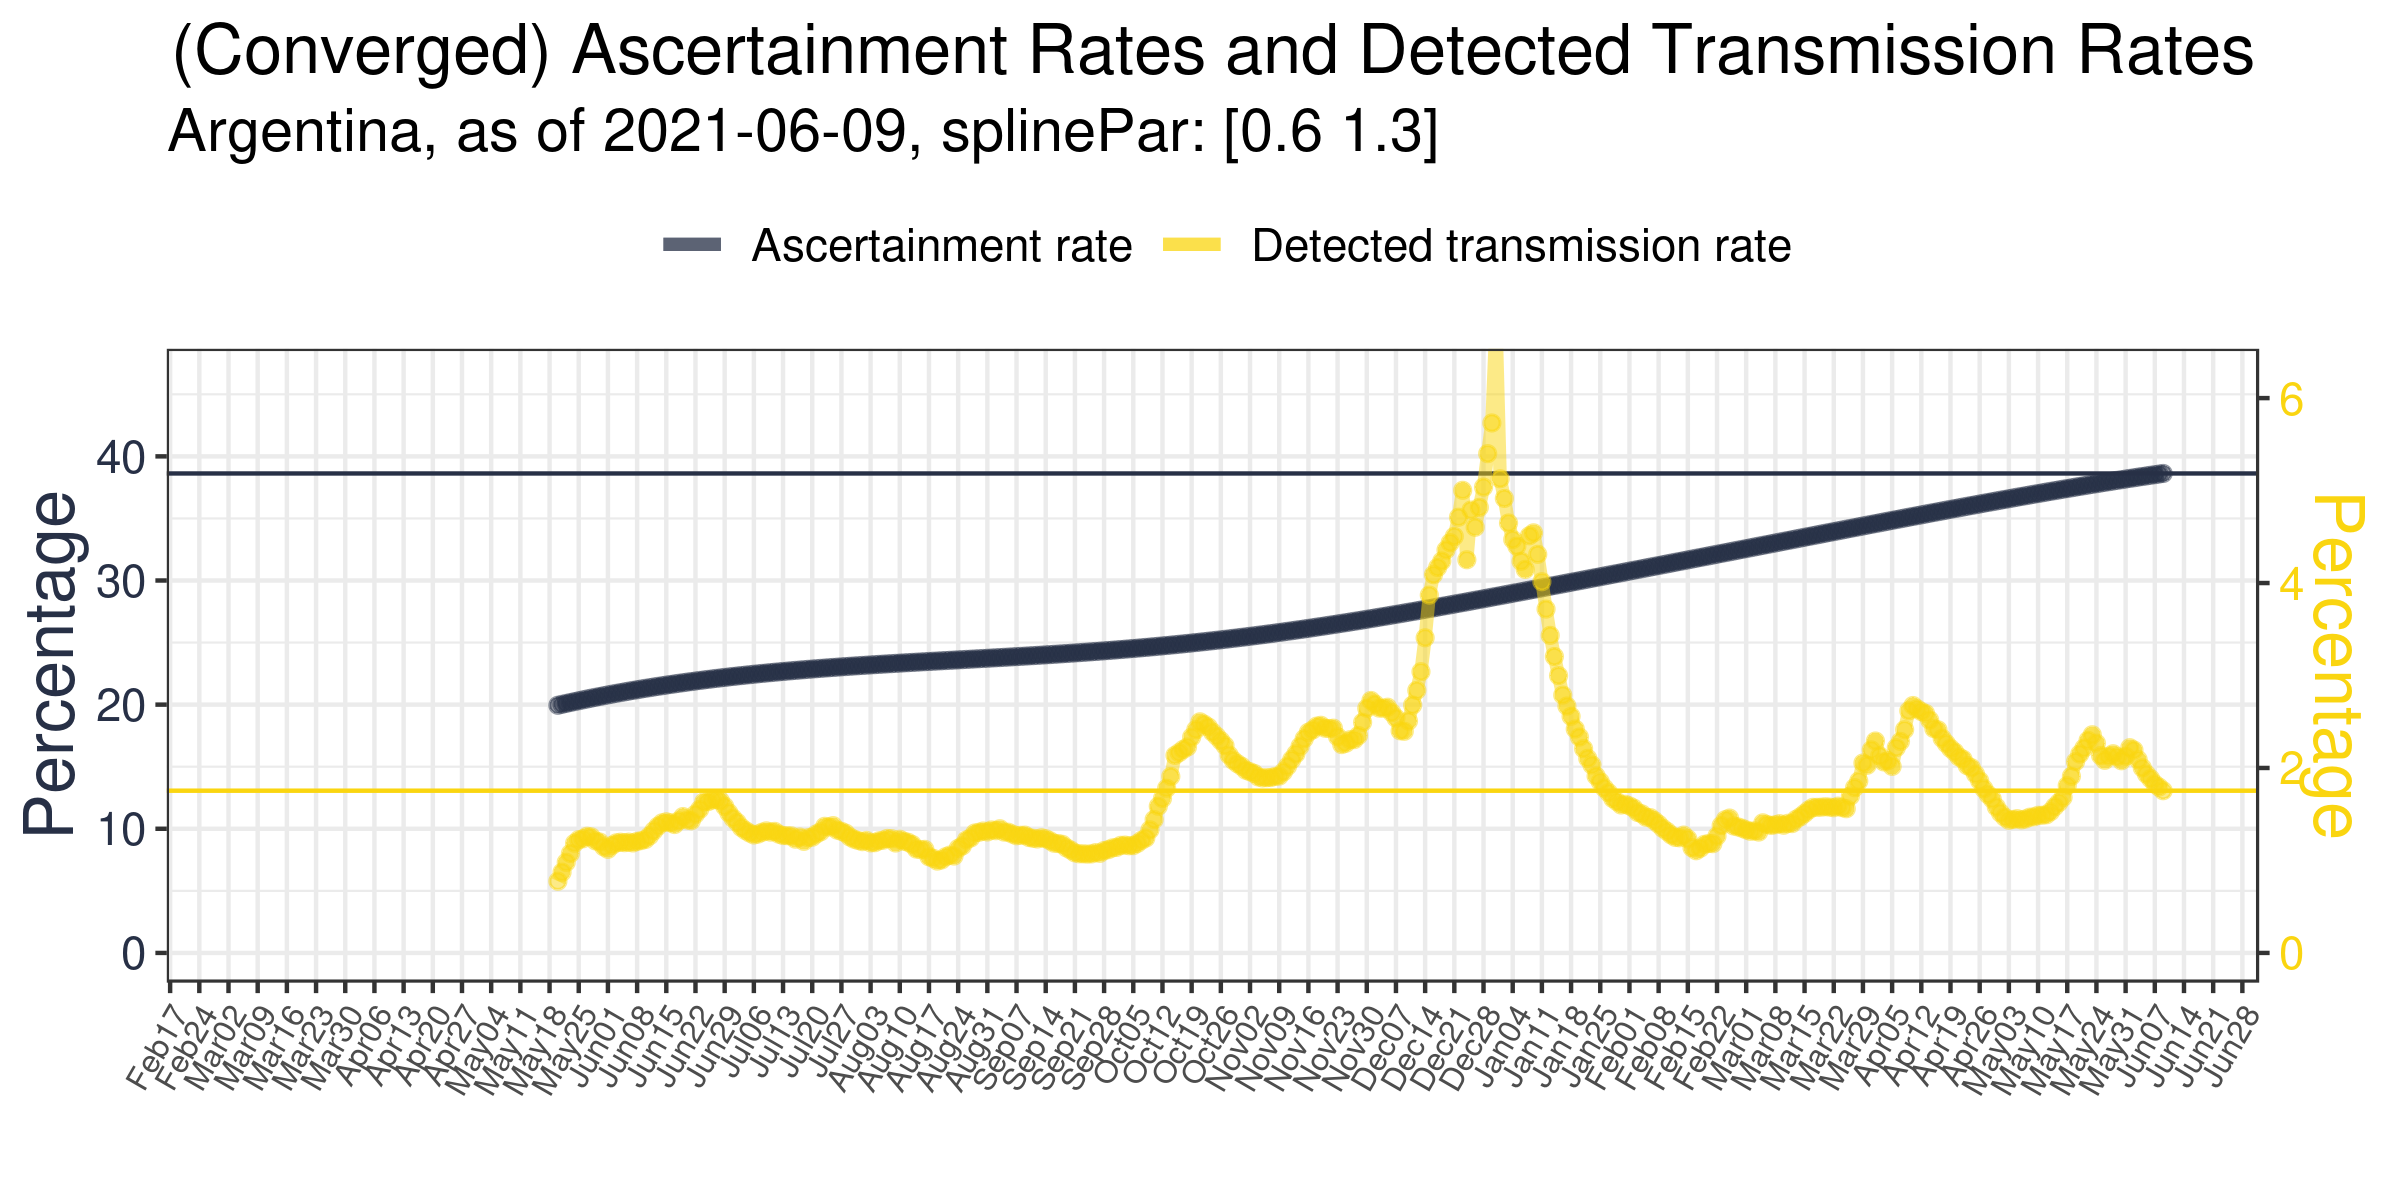 (Converged) Ascertainment Rates and Detected Transmission Rates
Argentina, as of 2021-06-09, splinePar: [0.6 1.3]
Ascertainment rate
Detected transmission rate
Percentage
40
30
20
10
0
6
4
2
0
Percentage
Feb17
Feb24
Mar02
Mar09
Mar16
Mar23
Mar30
Apr06
Apr13
Apr20
Apr27
May04
May11
May18
May25
Jun01
Jun08
Jun15
Jun22
Jun29
Jul06
Jul13
Jul20
Jul27
Aug03
Aug10
Aug17
Aug24
Aug31
Sep07
Sep14
Sep21
Sep28
Oct05
Oct12
Oct19
Oct26
Nov02
Nov09
Nov16
Nov23
Nov30
Dec07
Dec14
Dec21
Dec28
Jan04
Jan11
Jan18
Jan25
Feb01
Feb08
Feb15
Feb22
Mar01
Mar08
Mar15
Mar22
Mar29
Apr05
Apr12
Apr19
Apr26
May03
May10
May17
May24
May31
Jun07
Jun14
Jun21
Jun28